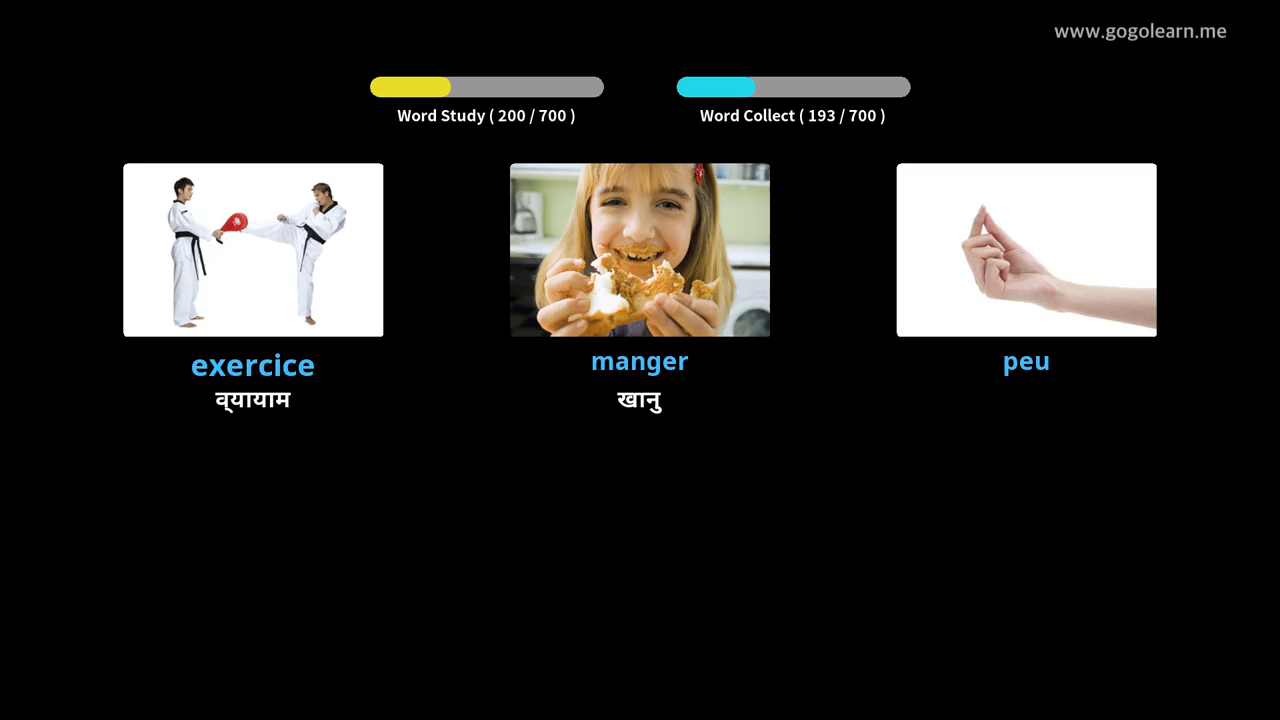 www.gogolearn.me
Word Study ( 200 / 700 )
Word Collect ( 193 / 700 )
exercice
व्यायाम
manger
खानु
peu